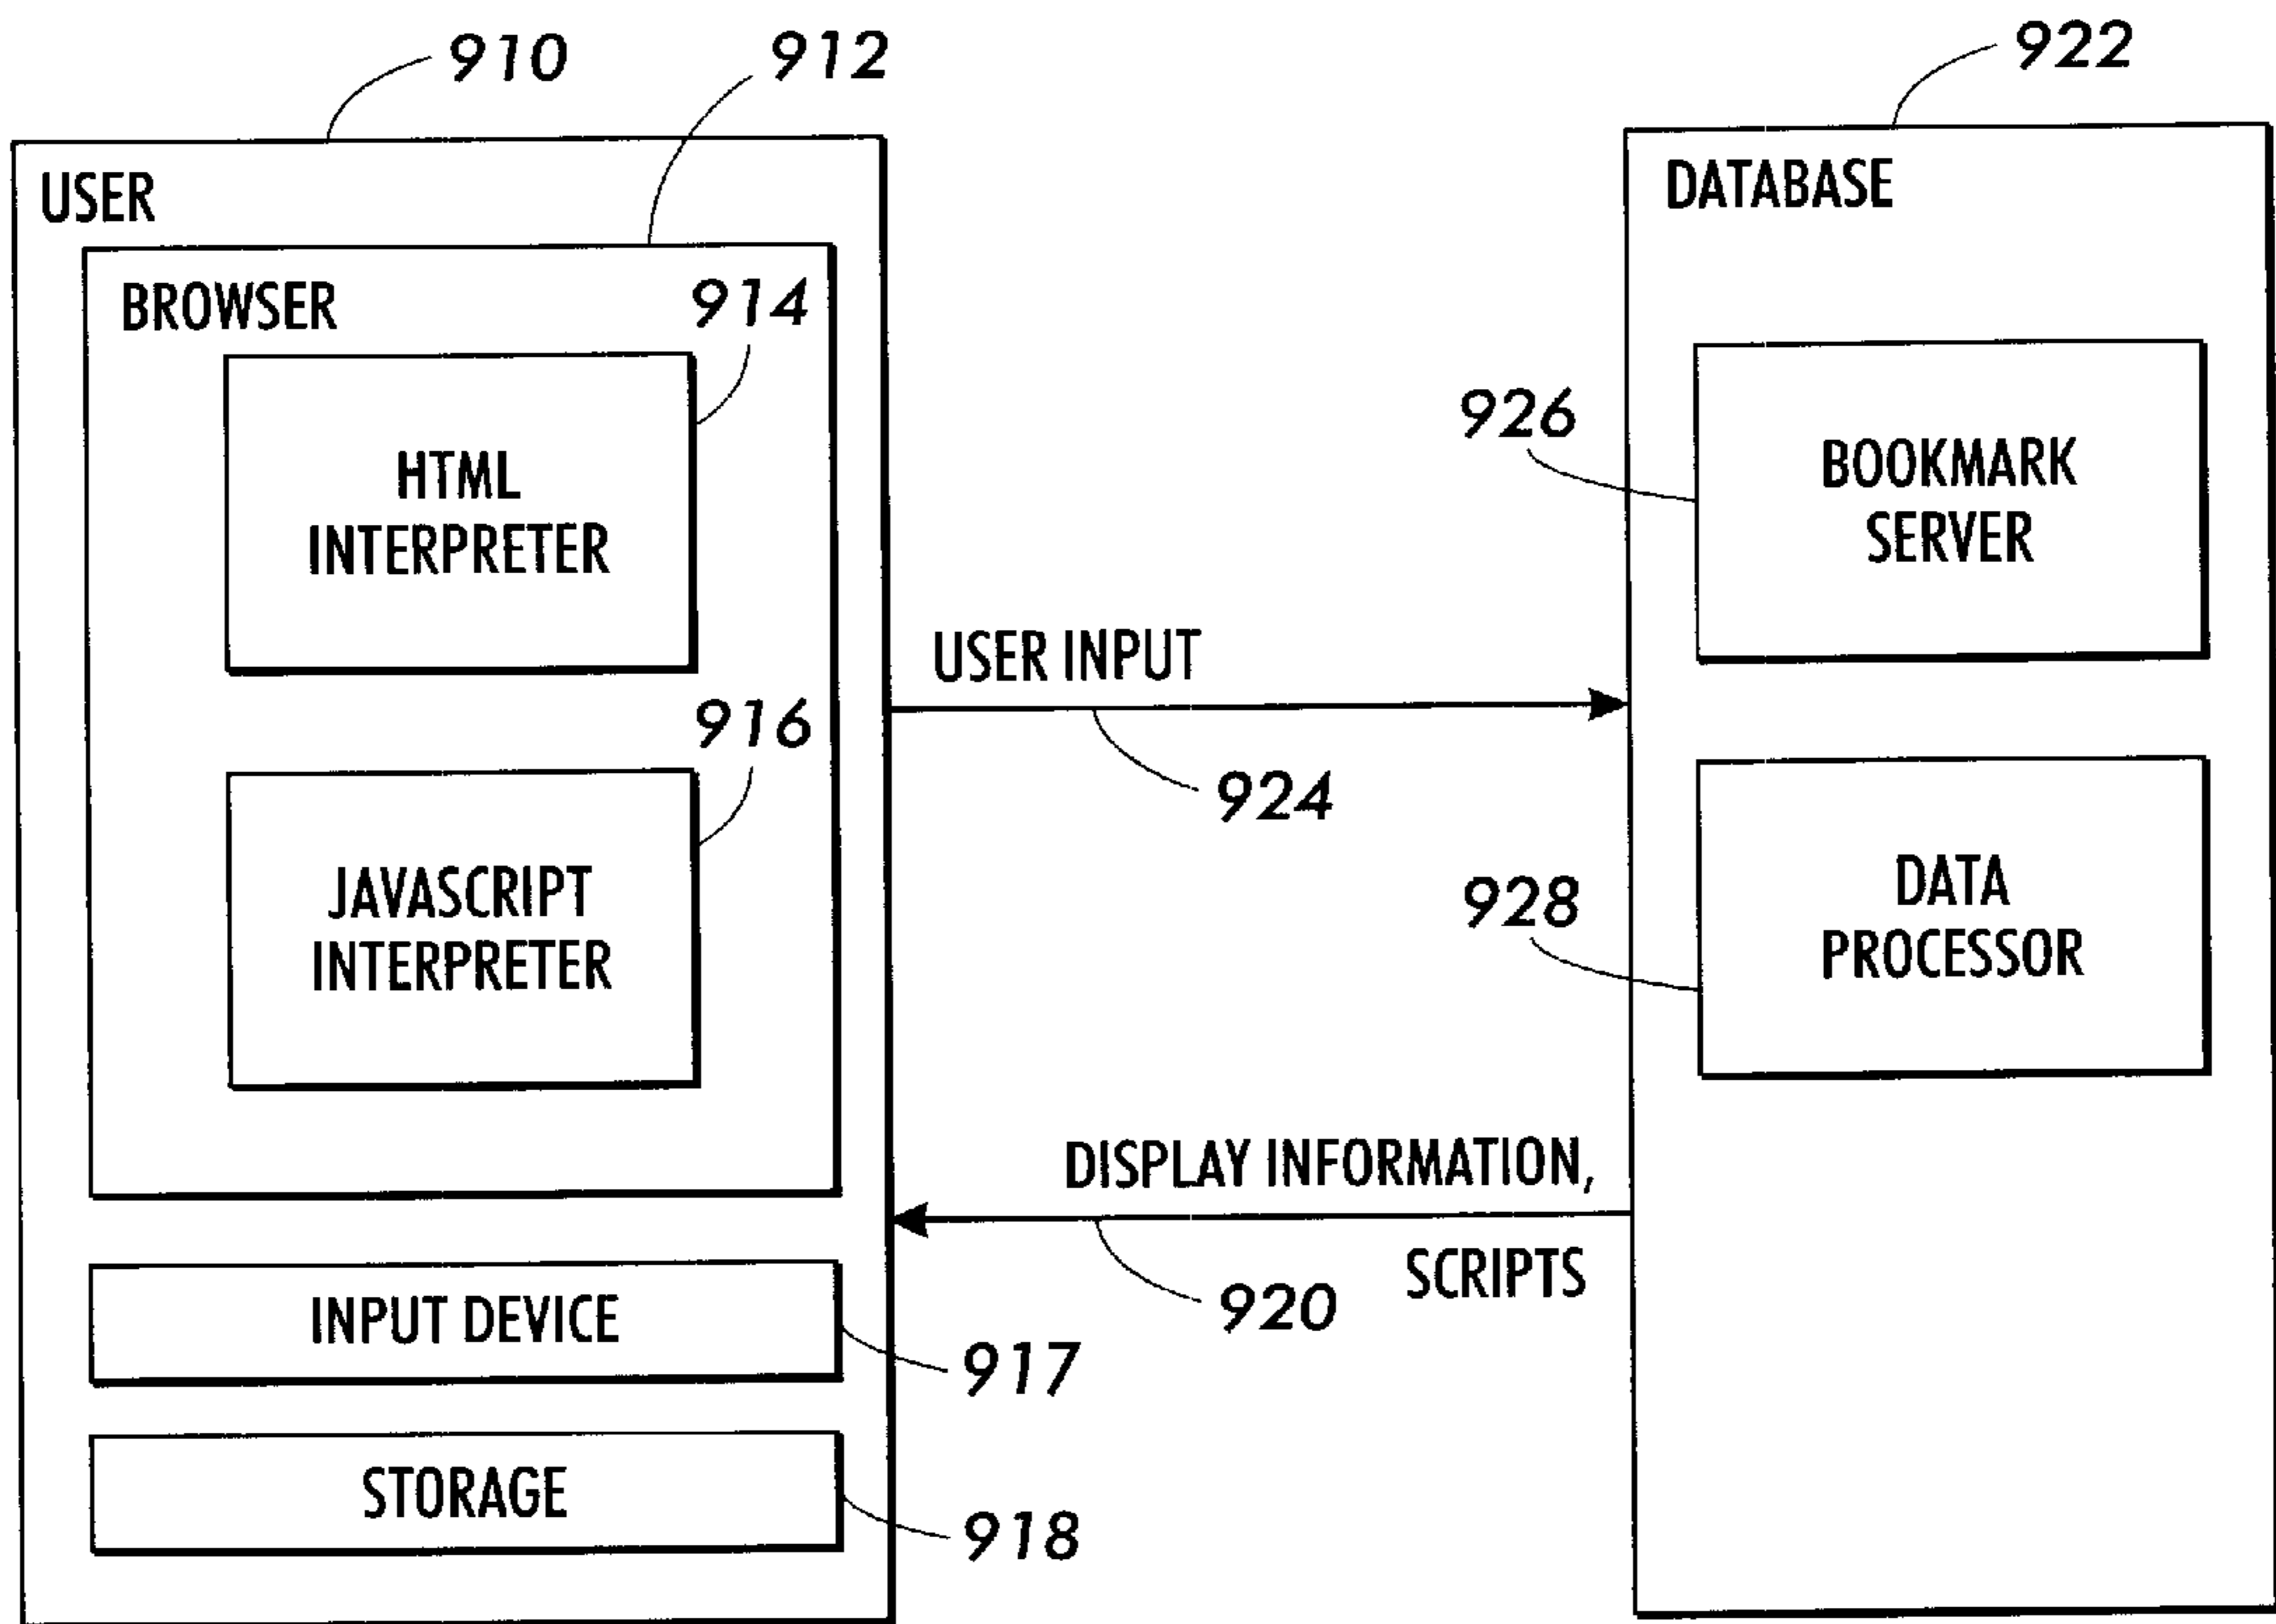 910
912
922
USER
DATABASE
BROWSER
914
HTML
INTERPRETER
926
BOOKMARK
SERVER
USER INPUT
924
916
JAVASCRIPT
INTERPRETER
928
DATA
PROCESSOR
DISPLAY INFORMATION,
SCRIPTS
920
INPUT DEVICE
917
STORAGE
918